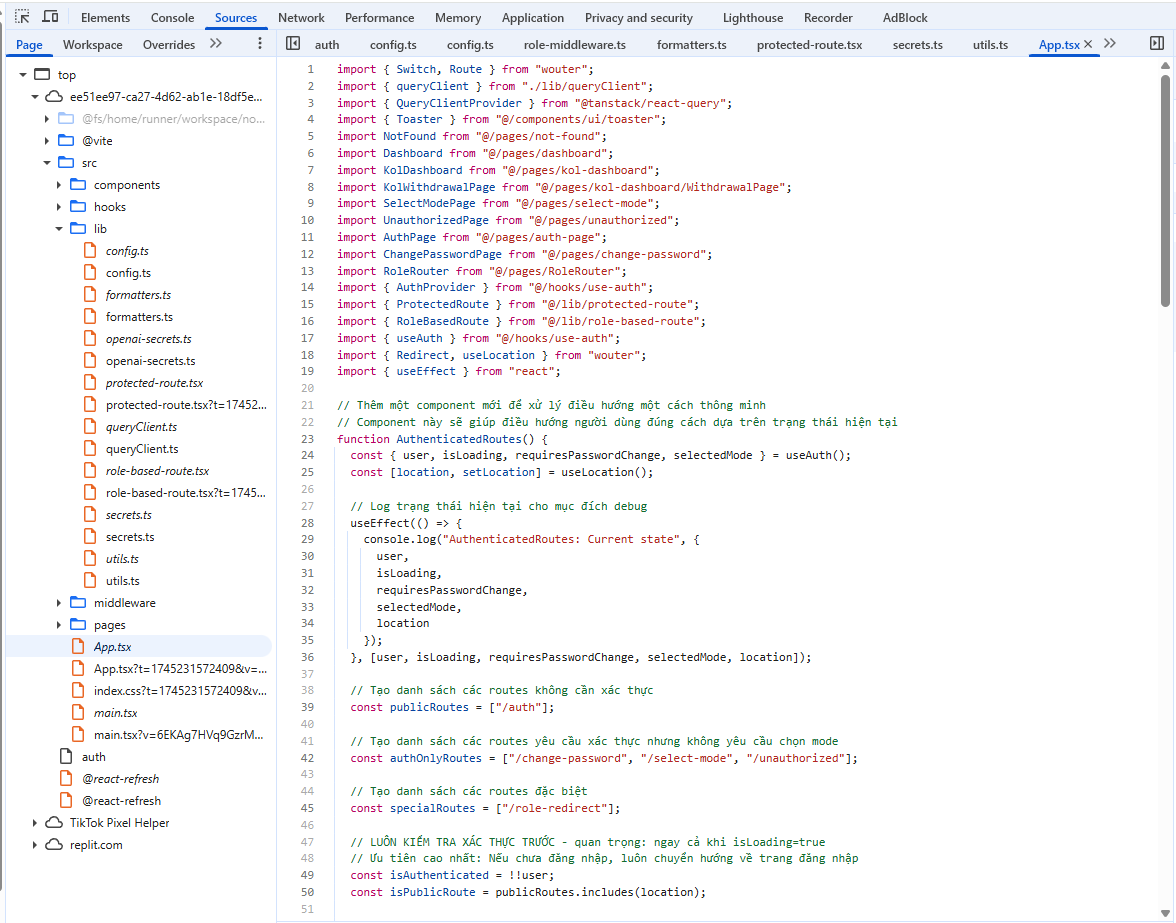 Elements Console Sources Network Performance Memory Application Privacy and security Lighthouse Recorder AdBlock
Page Workspace Overrides
auth config.ts config.ts role-middleware.ts formatters.ts protected-route.tsx secrets.ts utils.ts App.tsx
top
ee51ee97-ca27-4d62-ab1e-18df5e...
@fs/home/runner/workspace/no...
@vite
src
components
hooks
lib
config.ts
config.ts
formatters.ts
formatters.ts
openai-secrets.ts
openai-secrets.ts
protected-route.tsx
protected-route.tsx?t=17452...
queryClient.ts
queryClient.ts
role-based-route.tsx
role-based-route.tsx?t=1745...
secrets.ts
secrets.ts
utils.ts
utils.ts
middleware
pages
App.tsx
App.tsx?t=1745231572409&v=...
index.css?t=1745231572409&v...
main.tsx
main.tsx?v=6EKAg7HVq9GzrM...
auth
@react-refresh
@react-refresh
TikTok Pixel Helper
replit.com
1 import { Switch, Route } from "wouter";
2 import { queryClient } from "./lib/queryClient";
3 import { QueryClientProvider } from "@tanstack/react-query";
4 import { Toaster } from "@/components/ui/toaster";
5 import NotFound from "@/pages/not-found";
6 import Dashboard from "@/pages/dashboard";
7 import KolDashboard from "@/pages/kol-dashboard";
8 import KolWithdrawalPage from "@/pages/kol-dashboard/WithdrawalPage";
9 import SelectModePage from "@/pages/select-mode";
10 import UnauthorizedPage from "@/pages/unauthorized";
11 import AuthPage from "@/pages/auth-page";
12 import ChangePasswordPage from "@/pages/change-password";
13 import RoleRouter from "@/pages/RoleRouter";
14 import { AuthProvider } from "@/hooks/use-auth";
15 import { ProtectedRoute } from "@/lib/protected-route";
16 import { RoleBasedRoute } from "@/lib/role-based-route";
17 import { useAuth } from "@/hooks/use-auth";
18 import { Redirect, useLocation } from "wouter";
19 import { useEffect } from "react";
20
21 // Thêm một component mới để xử lý điều hướng một cách thông minh
22 // Component này sẽ giúp điều hướng người dùng đúng cách dựa trên trạng thái hiện tại
23 function AuthenticatedRoutes() {
24 const { user, isLoading, requiresPasswordChange, selectedMode } = useAuth();
25 const [location, setLocation] = useLocation();
26
27 // Log trạng thái hiện tại cho mục đích debug
28 useEffect(() => {
29 console.log("AuthenticatedRoutes: Current state", {
30 user,
31 isLoading,
32 requiresPasswordChange,
33 selectedMode,
34 location
35 });
36 }, [user, isLoading, requiresPasswordChange, selectedMode, location]);
37
38 // Tạo danh sách các routes không cần xác thực
39 const publicRoutes = ["/auth"];
40
41 // Tạo danh sách các routes yêu cầu xác thực nhưng không yêu cầu chọn mode
42 const authOnlyRoutes = ["/change-password", "/select-mode", "/unauthorized"];
43
44 // Tạo danh sách các routes đặc biệt
45 const specialRoutes = ["/role-redirect"];
46
47 // LUÔN KIỂM TRA XÁC THỰC TRƯỚC - quan trọng: ngay cả khi isLoading=true
48 // Ưu tiên cao nhất: Nếu chưa đăng nhập, luôn chuyển hướng về trang đăng nhập
49 const isAuthenticated = !!user;
50 const isPublicRoute = publicRoutes.includes(location);
51